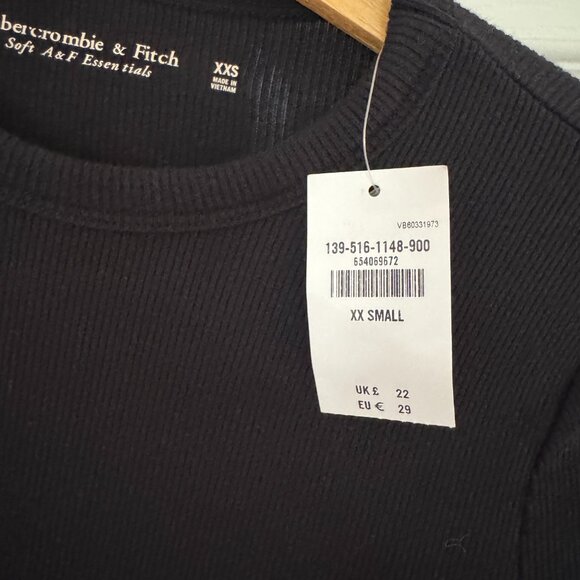 bercrombie & Fitch
Soft A&F Essentials
XXS
MADE IN
VIETNAM
VB60331973
139-516-1148-900
654069672
XX SMALL
UK £ 22
EU € 29